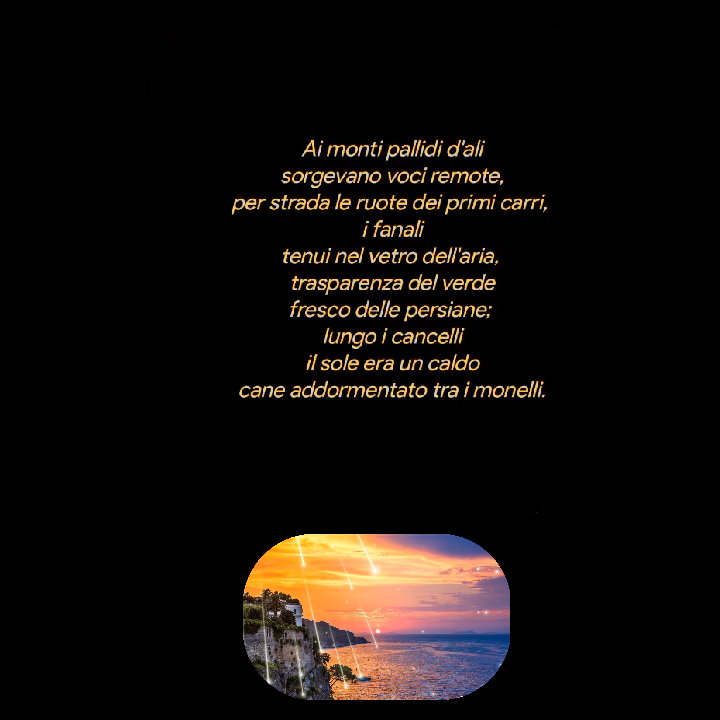 Ai monti pallidi d'ali
sorgevano voci remote,
per strada le ruote dei primi carri,
i fanali
tenui nel vetro dell'aria,
trasparenza del verde
fresco delle persiane;
lungo i cancelli
il sole era un caldo
cane addormentato tra i monelli.